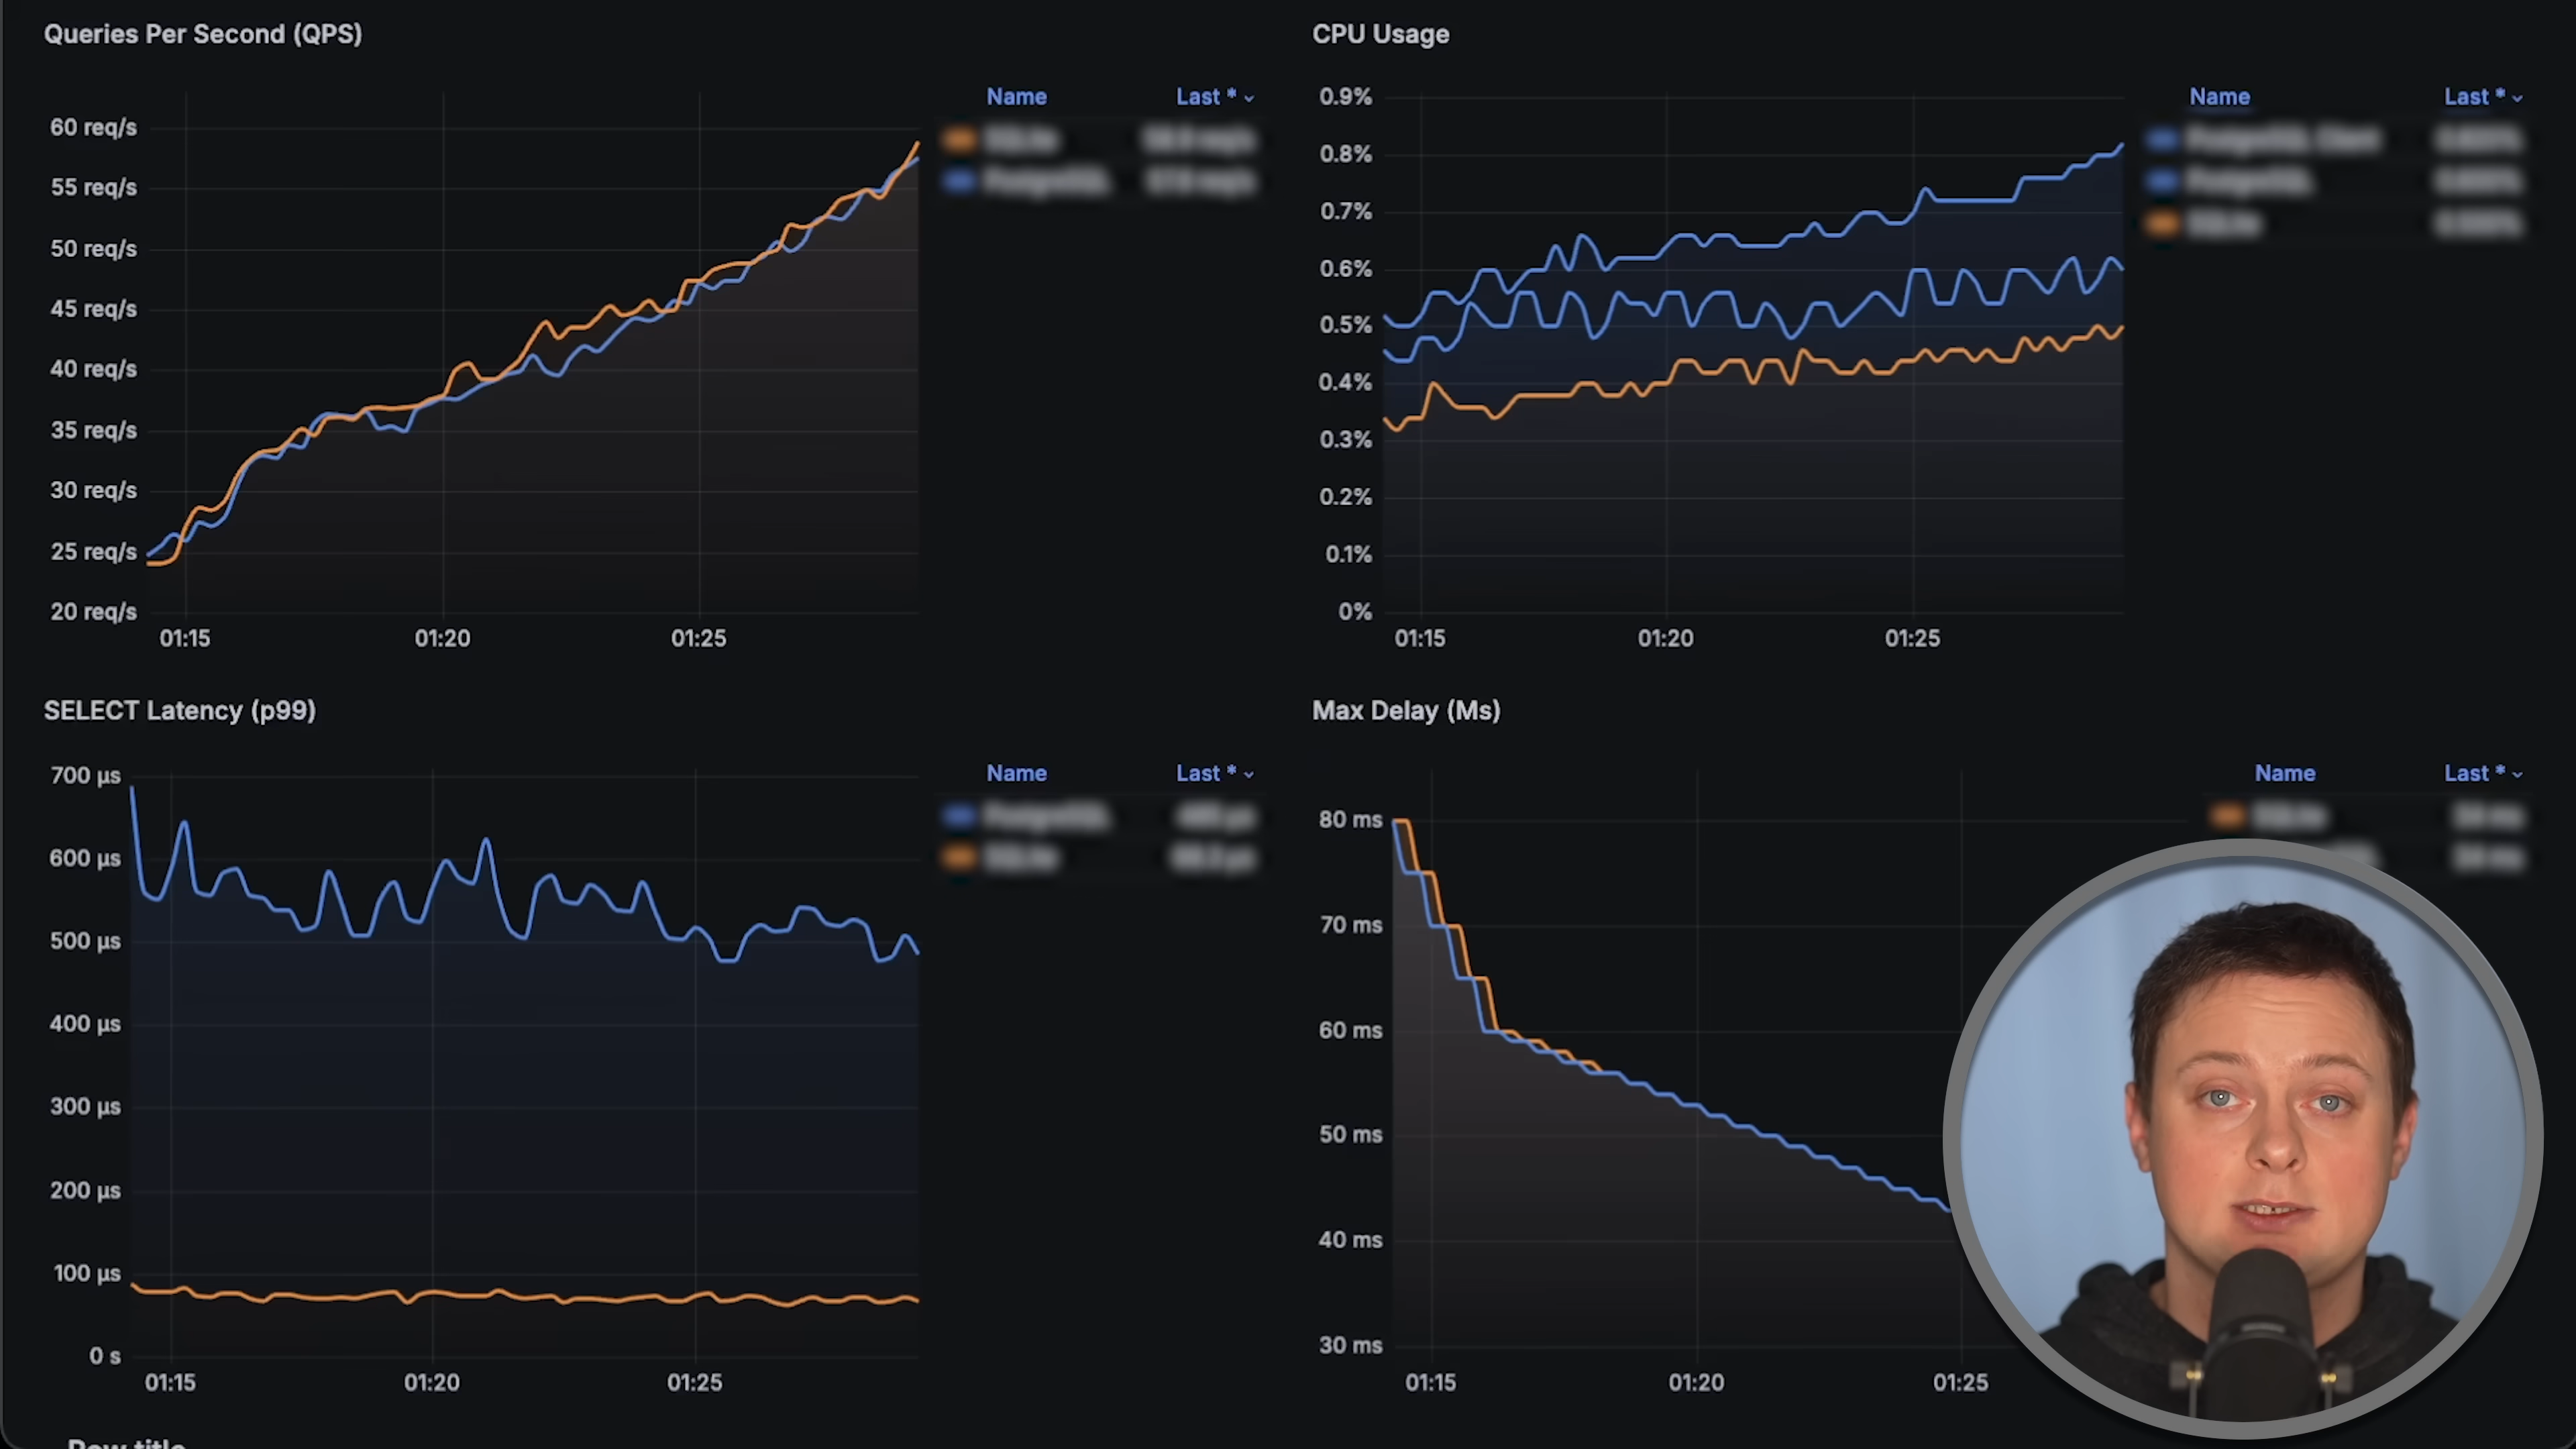 Queries Per Second (QPS)
Name Last *
60 req/s
55 req/s
50 req/s
45 req/s
40 req/s
35 req/s
30 req/s
25 req/s
20 req/s
01:15 01:20 01:25
CPU Usage
Name Last *
0.9%
0.8%
0.7%
0.6%
0.5%
0.4%
0.3%
0.2%
0.1%
0%
01:15 01:20 01:25
SELECT Latency (p99)
Name Last *
700 µs
600 µs
500 µs
400 µs
300 µs
200 µs
100 µs
0 s
01:15 01:20 01:25
Max Delay (Ms)
Name Last *
80 ms
70 ms
60 ms
50 ms
40 ms
30 ms
01:15 01:20 01:25
Row title